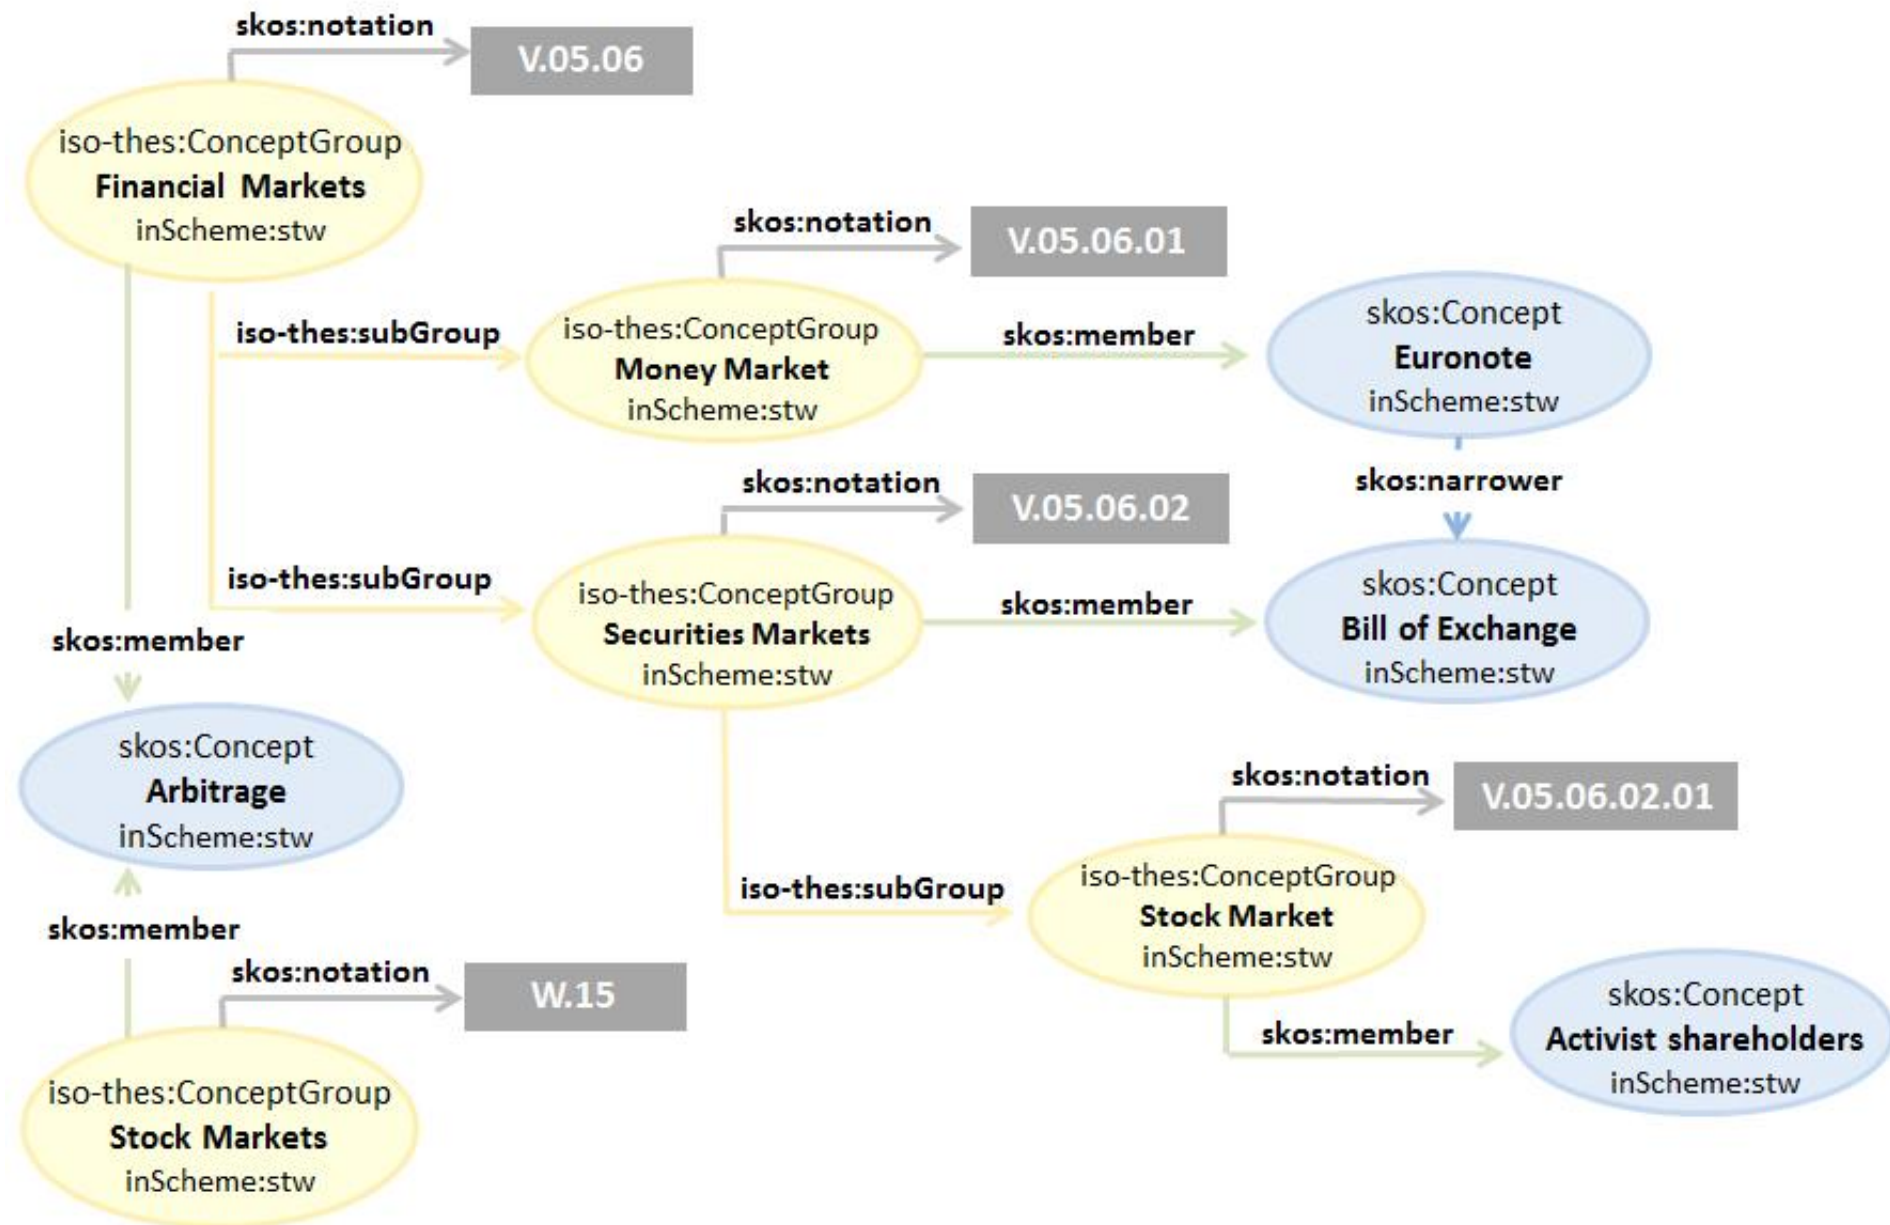 skos:notation
V.05.06
iso-thes:ConceptGroup
Financial Markets
inScheme:stw
skos:notation
V.05.06.01
iso-thes:subGroup
iso-thes:ConceptGroup
Money Market
inScheme:stw
skos:member
skos:Concept
Euronote
inScheme:stw
skos:narrower
skos:notation
V.05.06.02
iso-thes:subGroup
iso-thes:ConceptGroup
Securities Markets
inScheme:stw
skos:member
skos:Concept
Bill of Exchange
inScheme:stw
skos:member
skos:Concept
Arbitrage
inScheme:stw
skos:notation
V.05.06.02.01
iso-thes:subGroup
iso-thes:ConceptGroup
Stock Market
inScheme:stw
skos:member
skos:notation
W.15
skos:member
skos:Concept
Activist shareholders
inScheme:stw
iso-thes:ConceptGroup
Stock Markets
inScheme:stw